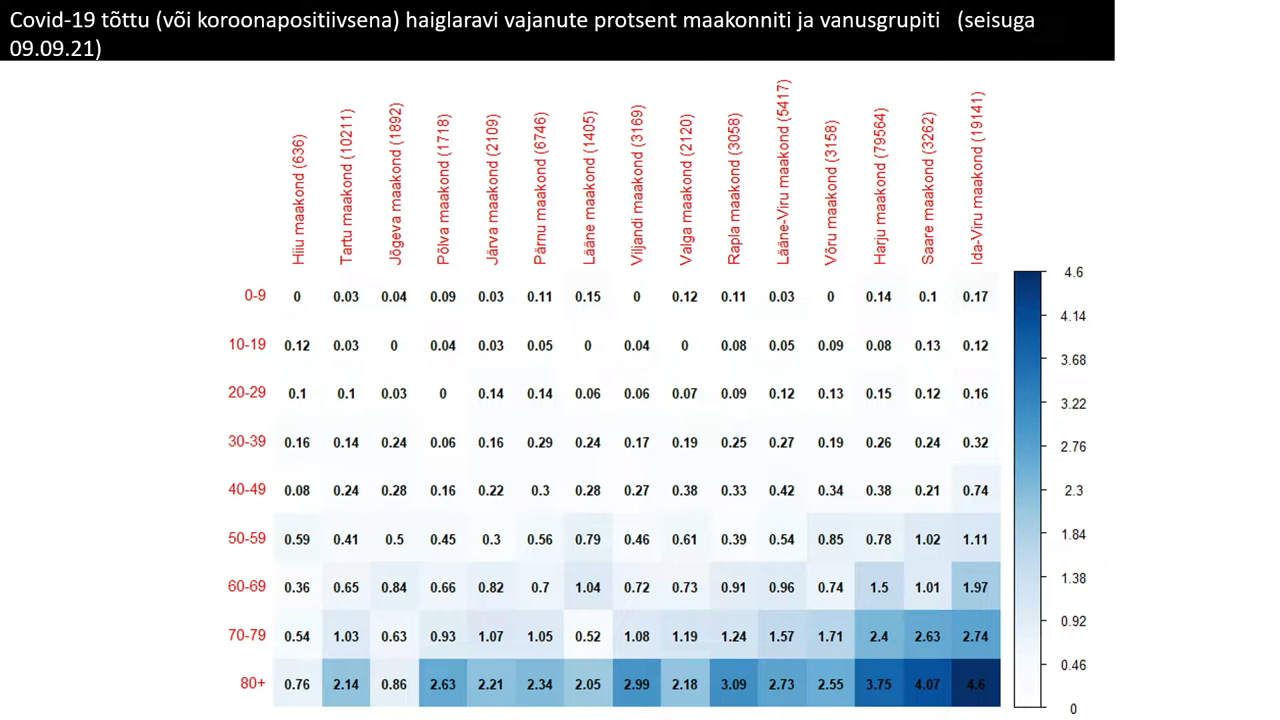 Covid-19 tõttu (või koroonapositiivsena) haiglaravi vajanute protsent maakonniti ja vanusgrupiti (seisuga
09.09.21)
Hiiu maakond (636)
Tartu maakond (10211)
Jõgeva maakond (1892)
Põlva maakond (1718)
Järva maakond (2109)
Pärnu maakond (6746)
Lääne maakond (1405)
Viljandi maakond (3169)
Valga maakond (2120)
Rapla maakond (3058)
Lääne-Viru maakond (5417)
Võru maakond (3158)
Harju maakond (79564)
Saare maakond (3262)
Ida-Viru maakond (19141)
0-9 0 0.03 0.04 0.09 0.03 0.11 0.15 0 0.12 0.11 0.03 0 0.14 0.1 0.17
10-19 0.12 0.03 0 0.04 0.03 0.05 0 0.04 0 0.08 0.05 0.09 0.08 0.13 0.12
20-29 0.1 0.1 0.03 0 0.14 0.14 0.06 0.06 0.07 0.09 0.12 0.13 0.15 0.12 0.16
30-39 0.16 0.14 0.24 0.06 0.16 0.29 0.24 0.17 0.19 0.25 0.27 0.19 0.26 0.24 0.32
40-49 0.08 0.24 0.28 0.16 0.22 0.3 0.28 0.27 0.38 0.33 0.42 0.34 0.38 0.21 0.74
50-59 0.59 0.41 0.5 0.45 0.3 0.56 0.79 0.46 0.61 0.39 0.54 0.85 0.78 1.02 1.11
60-69 0.36 0.65 0.84 0.66 0.82 0.7 1.04 0.72 0.73 0.91 0.96 0.74 1.5 1.01 1.97
70-79 0.54 1.03 0.63 0.93 1.07 1.05 0.52 1.08 1.19 1.24 1.57 1.71 2.4 2.63 2.74
80+ 0.76 2.14 0.86 2.63 2.21 2.34 2.05 2.99 2.18 3.09 2.73 2.55 3.75 4.07 4.6
4.6
4.14
3.68
3.22
2.76
2.3
1.84
1.38
0.92
0.46
0